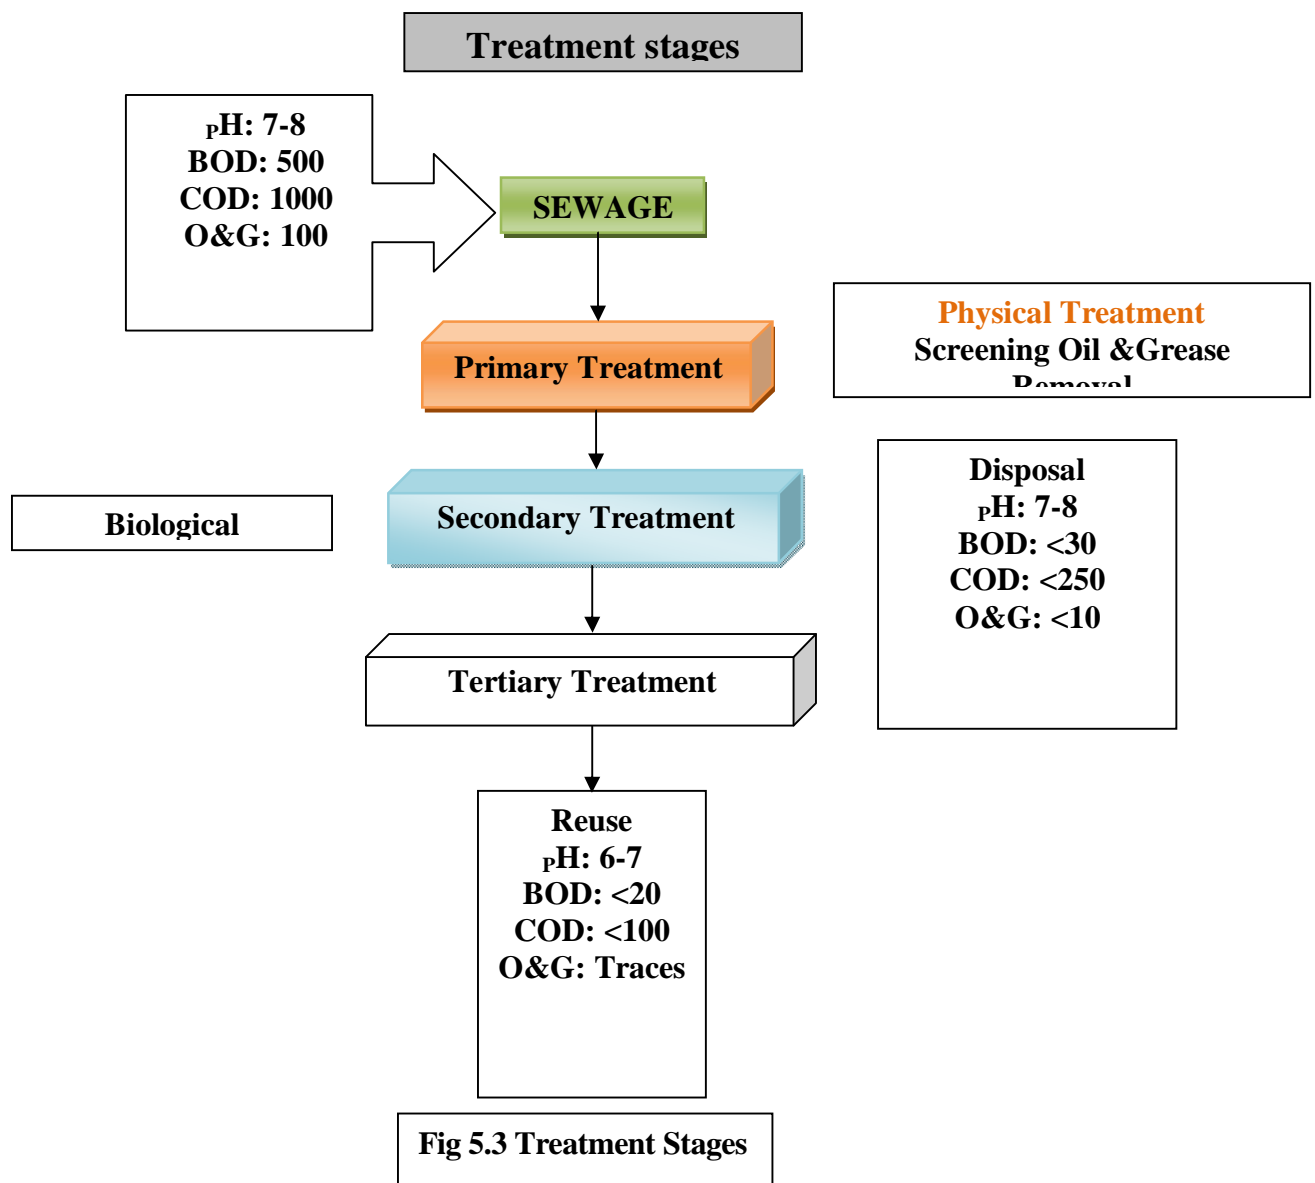 Treatment stages
PH: 7-8
BOD: 500
COD: 1000
O&G: 100
SEWAGE
Primary Treatment
Physical Treatment
Screening Oil &Grease
Removal
Biological
Secondary Treatment
Disposal
PH: 7-8
BOD: <30
COD: <250
O&G: <10
Tertiary Treatment
Reuse
PH: 6-7
BOD: <20
COD: <100
O&G: Traces
Fig 5.3 Treatment Stages